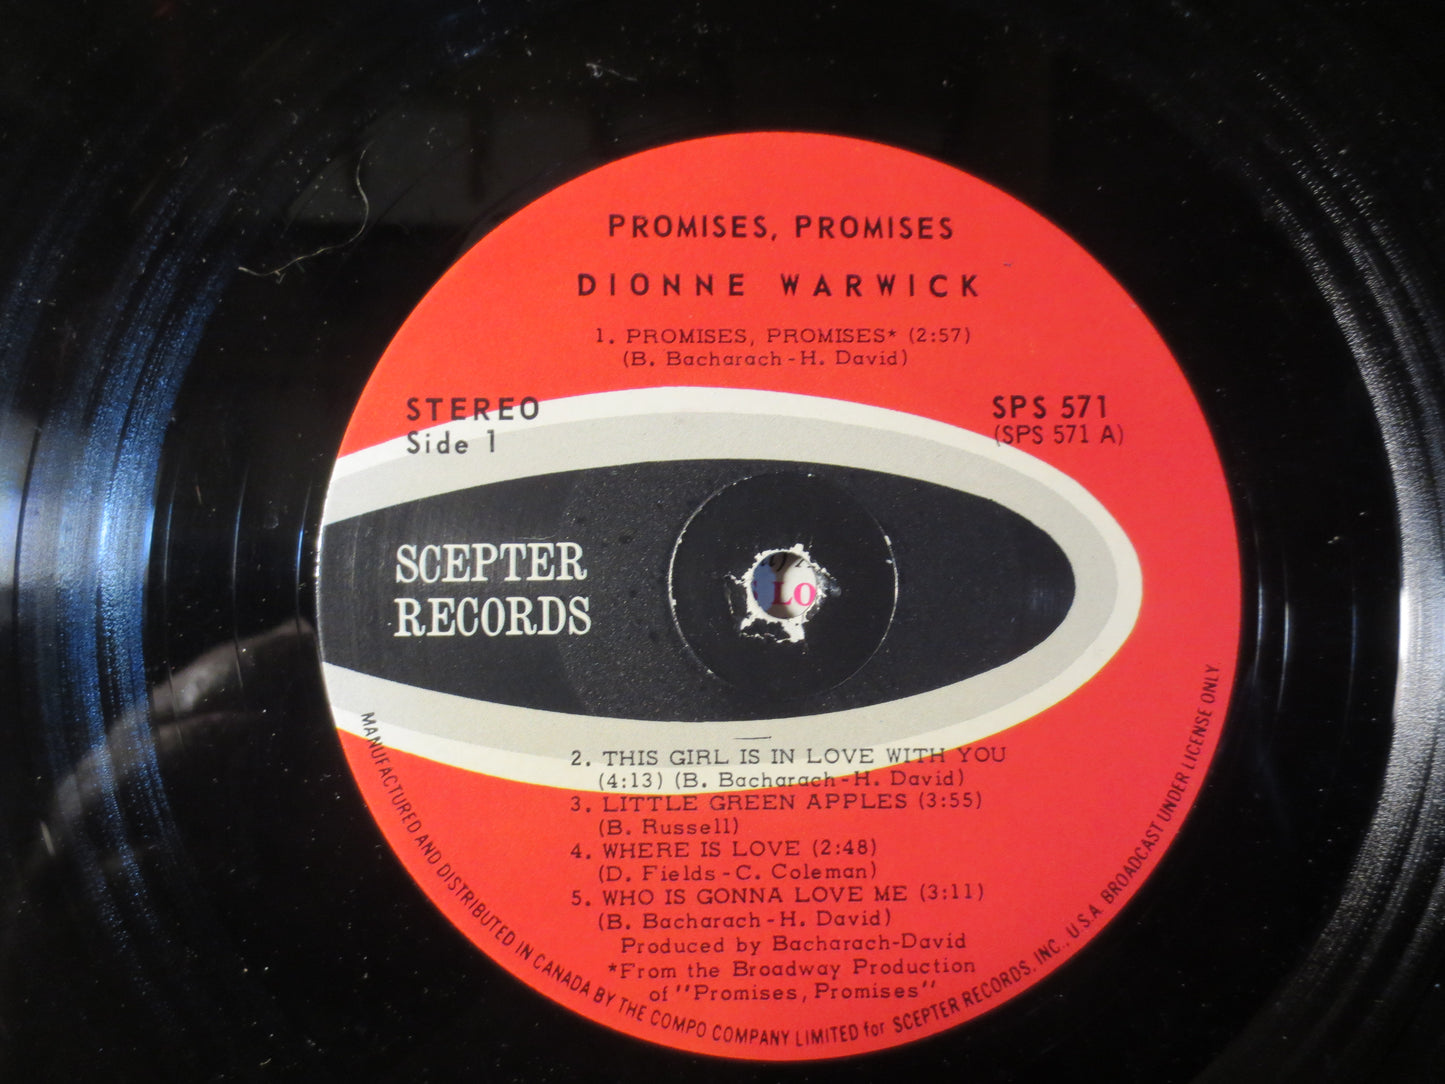 PROMISES, PROMISES
DIONNE WARWICK
1. PROMISES, PROMISES* (2:57)
(B. Bacharach-H. David)
STEREO
Side 1
SPS 571
(SPS 571 A)
SCEPTER
RECORDS
LO
2. THIS GIRL IS IN LOVE WITH YOU
(4:13) (B. Bacharach-H. David)
3. LITTLE GREEN APPLES (3:55)
(B. Russell)
4. WHERE IS LOVE (2:48)
(D. Fields-C. Coleman)
5. WHO IS GONNA LOVE ME (3:11)
(B. Bacharach-H. David)
Produced by Bacharach-David
*From the Broadway Production
of "Promises, Promises"
MANUFACTURED AND DISTRIBUTED IN CANADA BY THE COMPO COMPANY LIMITED for SCEPTER RECORDS, INC., U.S.A. BROADCAST UNDER LICENSE ONLY.